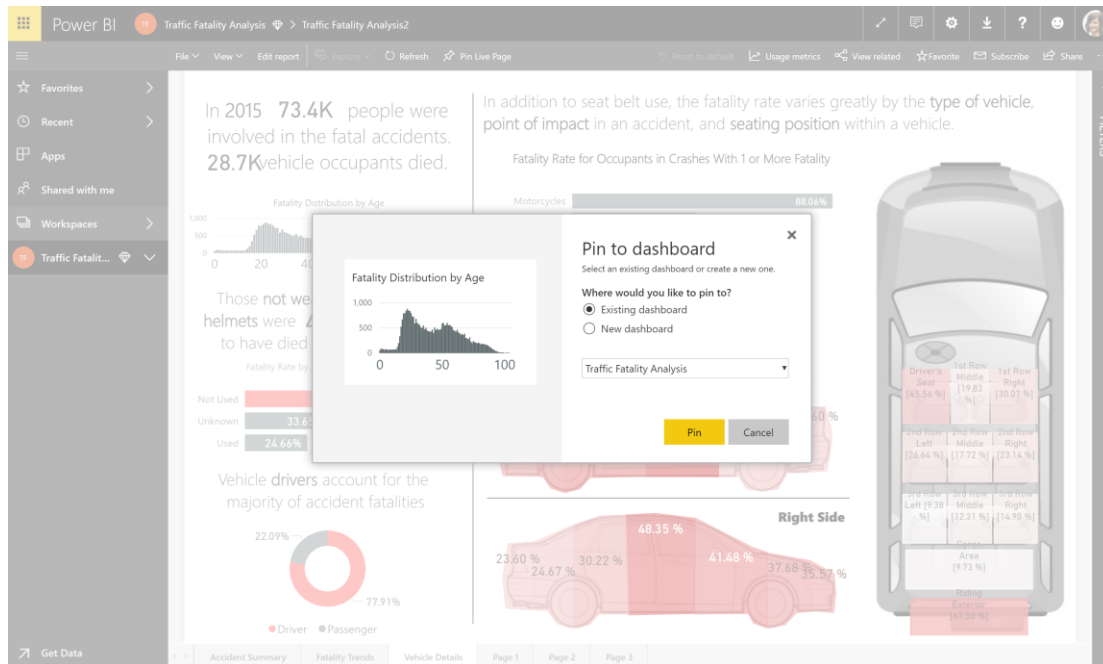 Power BI
TF
Traffic Fatality Analysis > Traffic Fatality Analysis2
?
File View Edit report Explore Refresh Pin Live Page
Reset to default Usage metrics View related Favorite Subscribe Share
Favorites
Recent
Apps
Shared with me
Workspaces
TF Traffic Fatalit...
Get Data
In 2015 73.4K people were
involved in the fatal accidents.
28.7K vehicle occupants died.
Fatality Distribution by Age
1,000
500
0
0 20 40
Those not we
helmets were
to have died
Fatality Rate by
Not Used
Unknown 33.6
Used 24.66%
Vehicle drivers account for the
majority of accident fatalities
22.09%
77.91%
Driver Passenger
In addition to seat belt use, the fatality rate varies greatly by the type of vehicle,
point of impact in an accident, and seating position within a vehicle.
Fatality Rate for Occupants in Crashes With 1 or More Fatality
Motorcycles 88.06%
Fatality Distribution by Age
1,000
500
0
0 50 100
Pin to dashboard
Select an existing dashboard or create a new one.
Where would you like to pin to?
Existing dashboard
New dashboard
Traffic Fatality Analysis
Pin Cancel
60 %
Right Side
23.60 % 24.67 % 30.22 % 48.35 % 41.48 % 37.68 % 35.57 %
Driver's
Seat
[45.54 %]
1st Row
Middle
[19.83
%]
1st Row
Right
[30.07 %]
2nd Row
Left
[26.64 %]
2nd Row
Middle
[17.72 %]
2nd Row
Right
[23.14 %]
3rd Row
Left [9.38
%]
3rd Row
Middle
[12.31 %]
3rd Row
Right
[14.90 %]
Cargo
Area
[9.73 %]
Riding
Exterior
[67.50 %]
Accident Summary Fatality Trends Vehicle Details Page 1 Page 2 Page 3